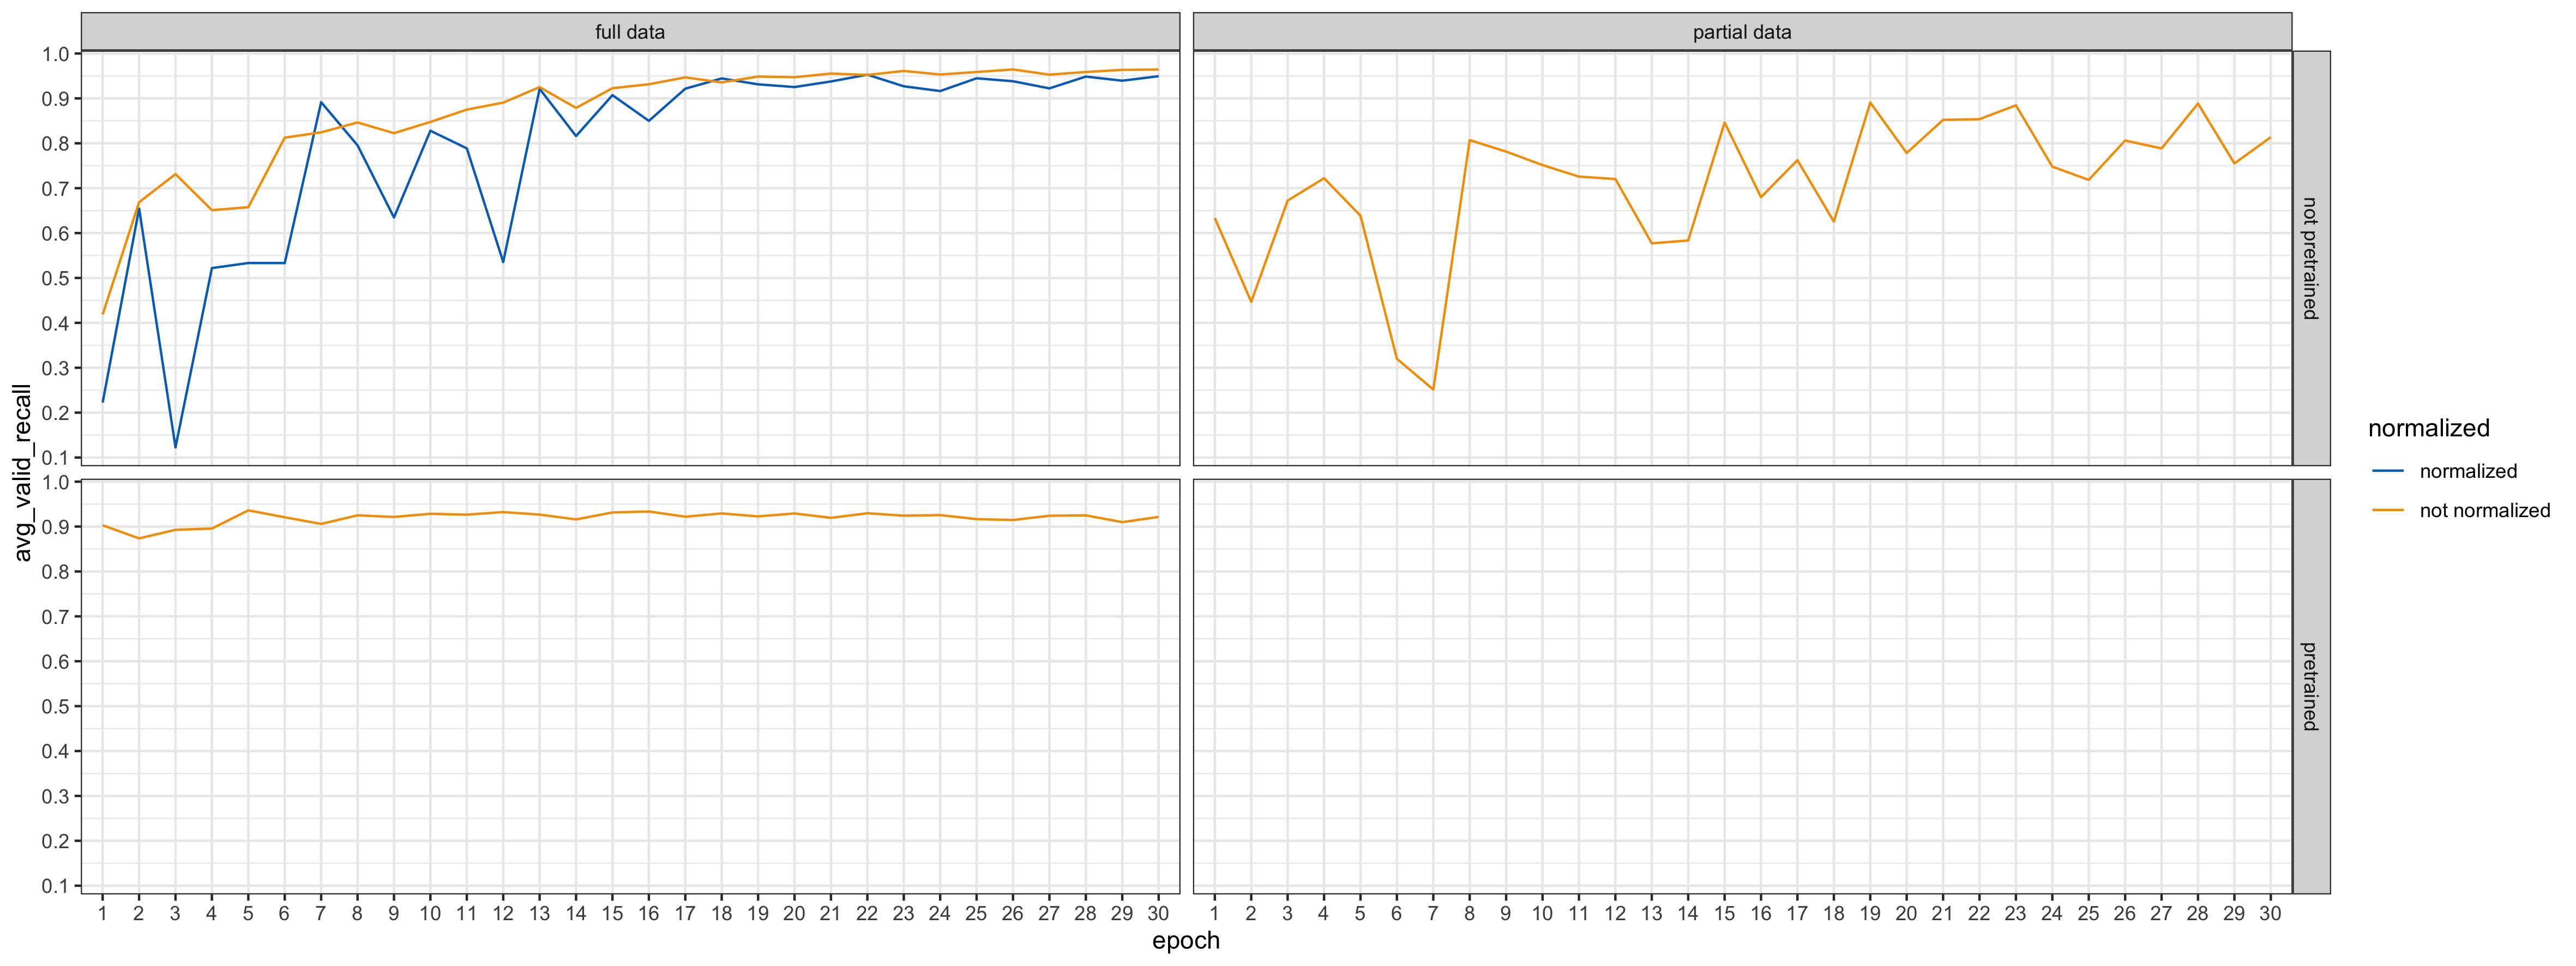 full data
partial data
1.0
0.9
0.8
0.7
0.6
0.5
0.4
0.3
0.2
0.1
not pretrained
avg_valid_recall
1.0
0.9
0.8
0.7
0.6
0.5
0.4
0.3
0.2
0.1
pretrained
1 2 3 4 5 6 7 8 9 10 11 12 13 14 15 16 17 18 19 20 21 22 23 24 25 26 27 28 29 30
1 2 3 4 5 6 7 8 9 10 11 12 13 14 15 16 17 18 19 20 21 22 23 24 25 26 27 28 29 30
epoch
normalized
normalized
not normalized